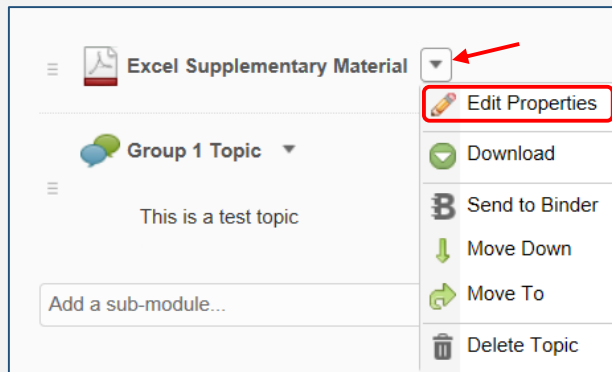 Excel Supplementary Material
Edit Properties
Group 1 Topic
Download
This is a test topic
Send to Binder
Move Down
Add a sub-module...
Move To
Delete Topic